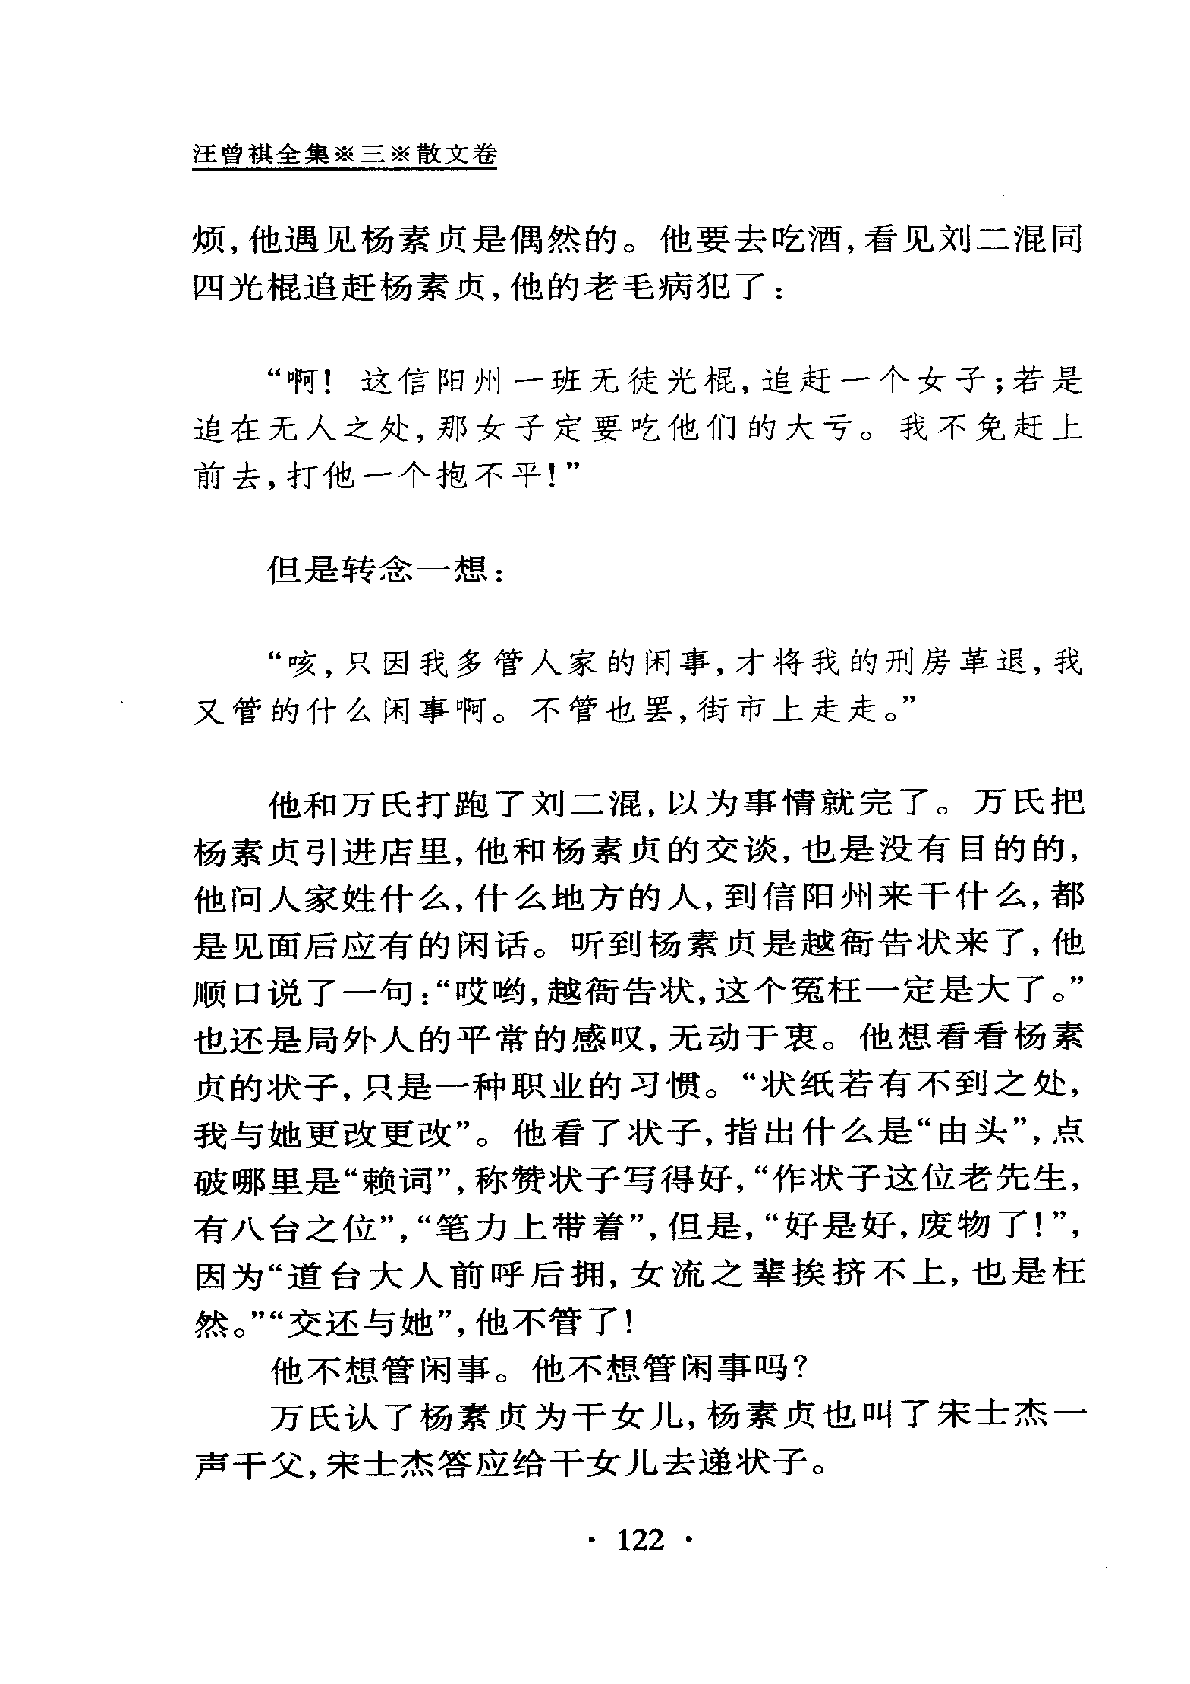 汪曾祺全集※三※散文卷
烦,他遇见杨素贞是偶然的。他要去吃酒,看见刘二混同
四光棍追赶杨素贞,他的老毛病犯了:
“啊! 这信阳州一班无徒光棍,追赶一个女子;若是
追在无人之处,那女子定要吃他们的大亏。我不免赶上
前去,打他一个抱不平!”
但是转念一想:
“咳,只因我多管人家的闲事,才将我的刑房革退,我
又管的什么闲事啊。不管也罢,街市上走走。”
他和万氏打跑了刘二混,以为事情就完了。万氏把
杨素贞引进店里,他和杨素贞的交谈,也是没有目的的,
他问人家姓什么,什么地方的人,到信阳州来干什么,都
是见面后应有的闲话。听到杨素贞是越衙告状来了,他
顺口说了一句:“哎哟,越衙告状,这个冤枉一定是大了。”
也还是局外人的平常的感叹,无动于衷。他想看看杨素
贞的状子,只是一种职业的习惯。“状纸若有不到之处,
我与她更改更改”。他看了状子,指出什么是“由头”,点
破哪里是“赖词”,称赞状子写得好,“作状子这位老先生,
有八台之位”,“笔力上带着”,但是,“好是好,废物了!”,
因为“道台大人前呼后拥,女流之辈挨挤不上,也是枉
然。”“交还与她”,他不管了!
他不想管闲事。他不想管闲事吗?
万氏认了杨素贞为干女儿,杨素贞也叫了宋士杰一
声干父,宋士杰答应给干女儿去递状子。
· 122 ·